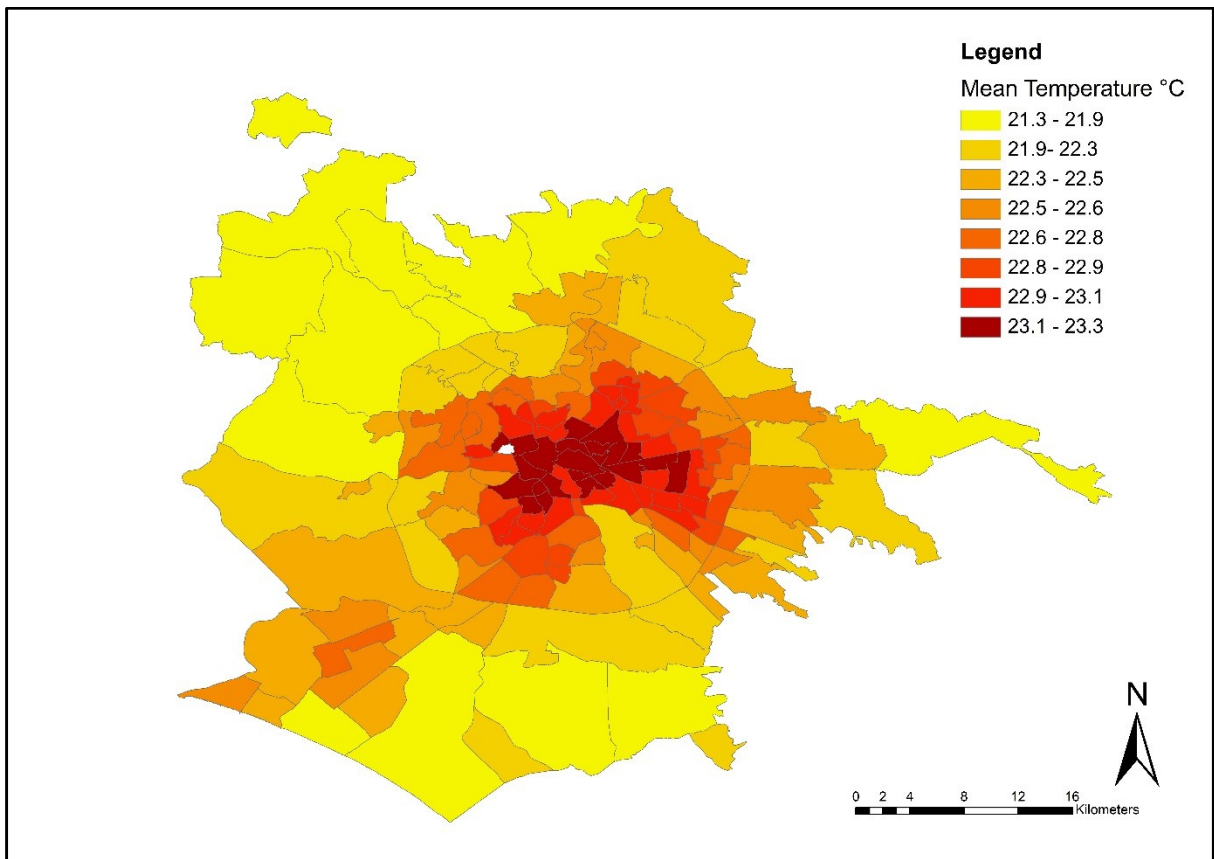 Legend
Mean Temperature °C
21.3 - 21.9
21.9- 22.3
22.3 - 22.5
22.5 - 22.6
22.6 - 22.8
22.8 - 22.9
22.9 - 23.1
23.1 - 23.3
N
0 2 4 8 12 16
Kilometers